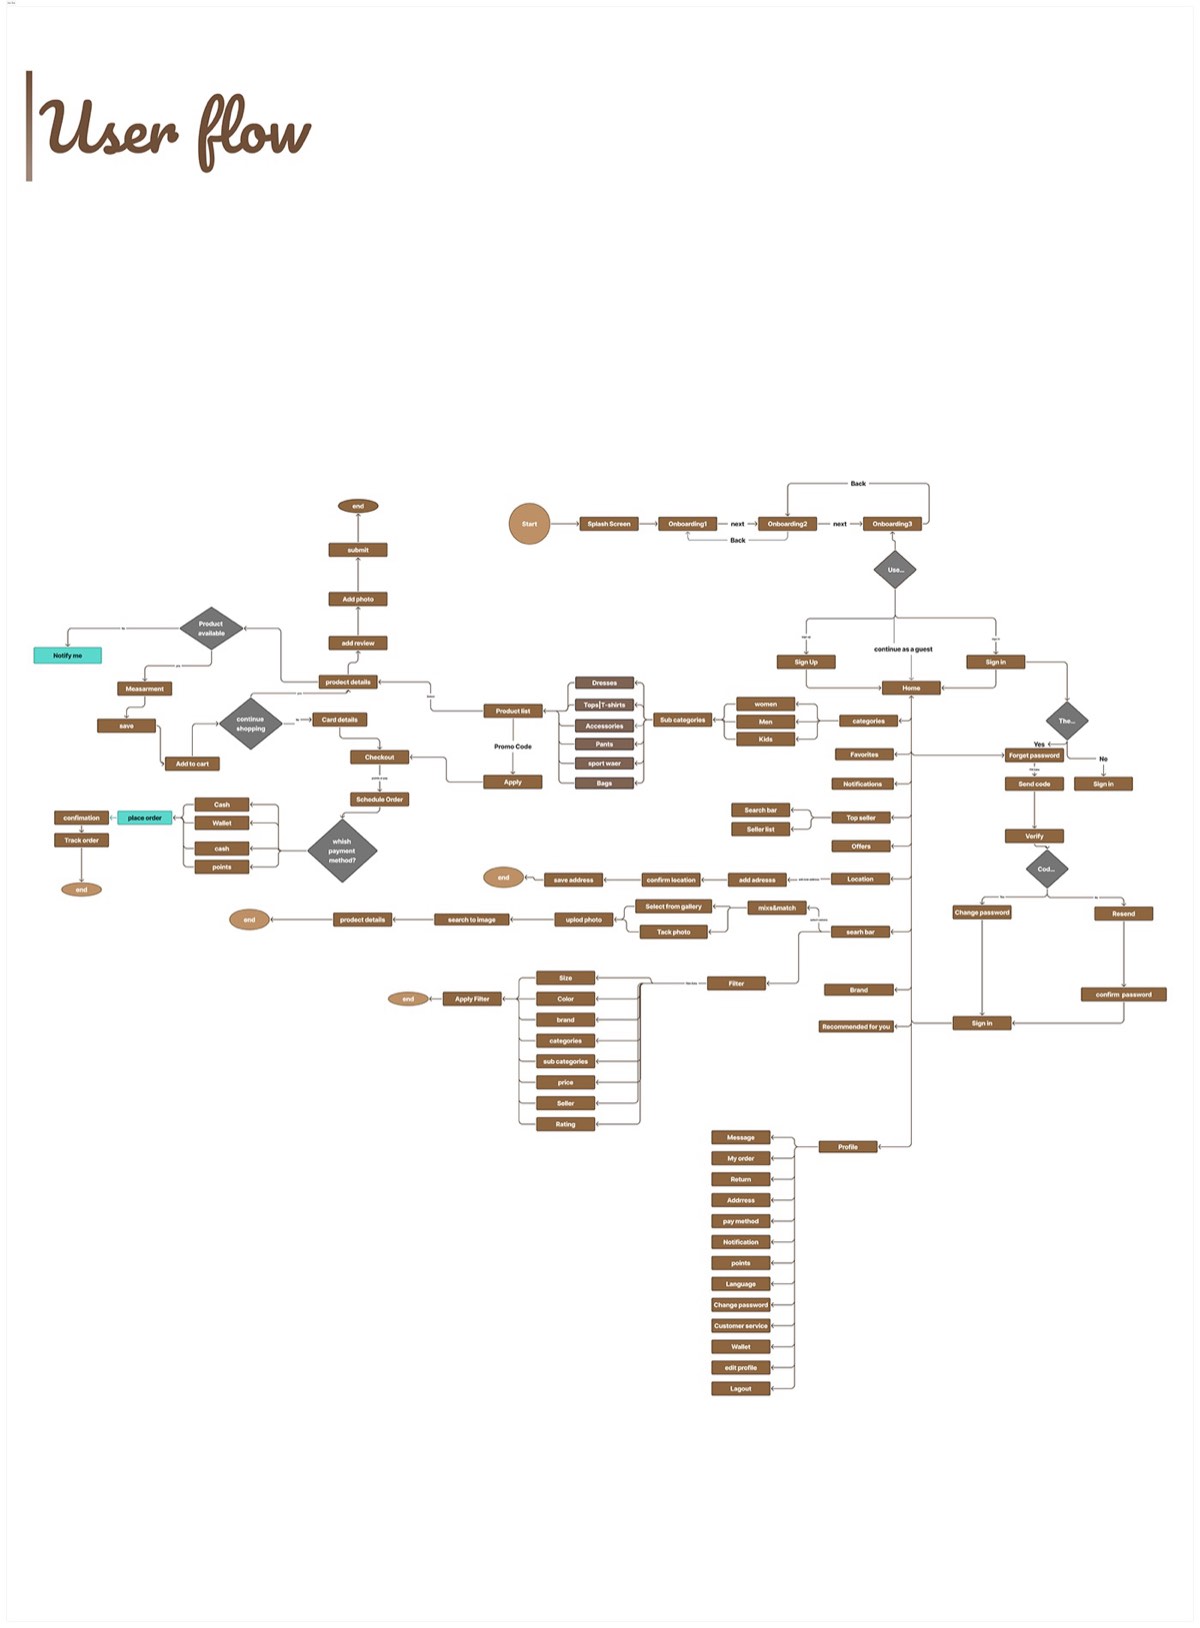 User flow
Start
Splash Screen
Onboarding1
next
Onboarding2
next
Onboarding3
Back
Back
Use...
continue as a guest
Sign Up
Sign in
Home
The...
Yes
No
Forget password
Sign in
Send code
Verify
Cod...
Change password
Resend
confirm password
Sign in
categories
women
Men
Kids
Sub categories
Dresses
Tops|T-shirts
Accessories
Pants
sport waer
Bags
Product list
Promo Code
Apply
product details
add review
Add photo
submit
end
Product
available
Notify me
Measarment
save
Add to cart
continue
shopping
Card details
Checkout
Schedule Order
whish
payment
method?
Cash
Wallet
cash
points
place order
confimation
Track order
end
Favorites
Notifications
Top seller
Search bar
Seller list
Offers
Location
add adresss
confirm location
save address
end
searh bar
mixs&match
Select from gallery
Tack photo
uplod photo
search to image
product details
end
Filter
Size
Color
brand
categories
sub categories
price
Seller
Rating
Apply Filter
end
Brand
Recommended for you
Profile
Message
My order
Return
Addrress
pay method
Notification
points
Language
Change password
Customer service
Wallet
edit profile
Lagout